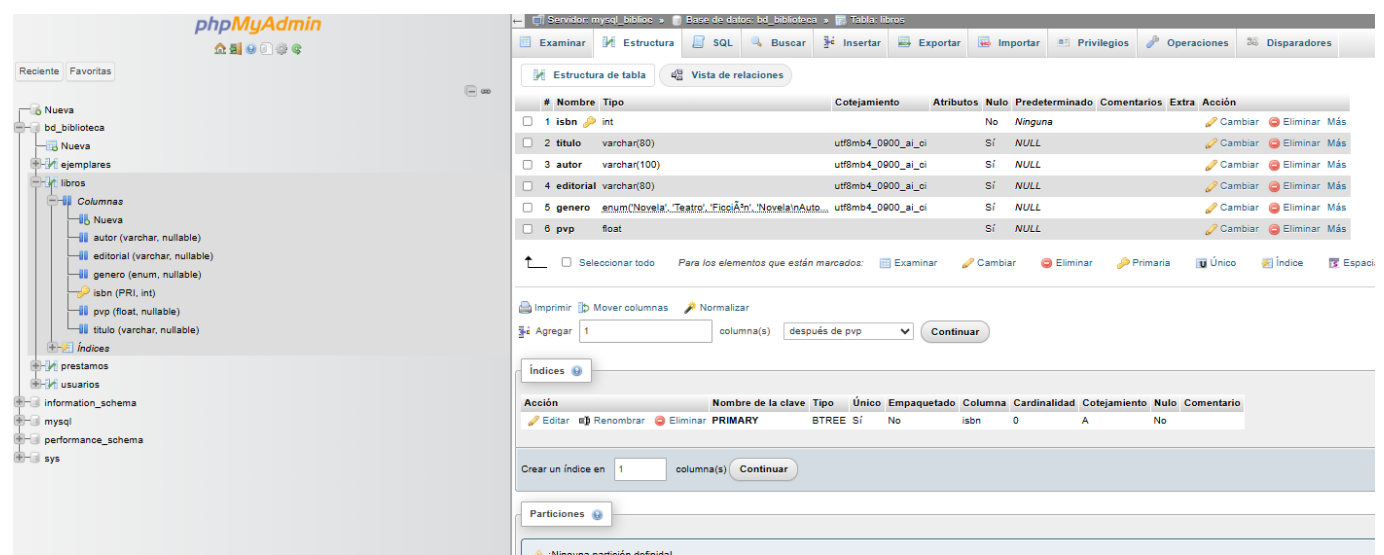 phpMyAdmin
Reciente Favoritas
Nueva
bd_biblioteca
Nueva
ejemplares
libros
Columnas
Nueva
autor (varchar, nullable)
editorial (varchar, nullable)
genero (enum, nullable)
isbn (PRI, int)
pvp (float, nullable)
titulo (varchar, nullable)
Índices
prestamos
usuarios
information_schema
mysql
performance_schema
sys
Servidor: mysql_biblioc » Base de datos: bd_biblioteca » Tabla: libros
Examinar Estructura SQL Buscar Insertar Exportar Importar Privilegios Operaciones Disparadores
Estructura de tabla Vista de relaciones
# Nombre Tipo Cotejamiento Atributos Nulo Predeterminado Comentarios Extra Acción
1 isbn int No Ninguna Cambiar Eliminar Más
2 titulo varchar(80) utf8mb4_0900_ai_ci Sí NULL Cambiar Eliminar Más
3 autor varchar(100) utf8mb4_0900_ai_ci Sí NULL Cambiar Eliminar Más
4 editorial varchar(80) utf8mb4_0900_ai_ci Sí NULL Cambiar Eliminar Más
5 genero enum('Novela', 'Teatro', 'FicciÃ³n', 'Novela\nAuto... utf8mb4_0900_ai_ci Sí NULL Cambiar Eliminar Más
6 pvp float Sí NULL Cambiar Eliminar Más
Seleccionar todo Para los elementos que están marcados: Examinar Cambiar Eliminar Primaria Único Índice Espaci
Imprimir Mover columnas Normalizar
Agregar 1 columna(s) después de pvp Continuar
Índices
Acción Nombre de la clave Tipo Único Empaquetado Columna Cardinalidad Cotejamiento Nulo Comentario
Editar Renombrar Eliminar PRIMARY BTREE Sí No isbn 0 A No
Crear un índice en 1 columna(s) Continuar
Particiones
¡Ninguna partición definida!